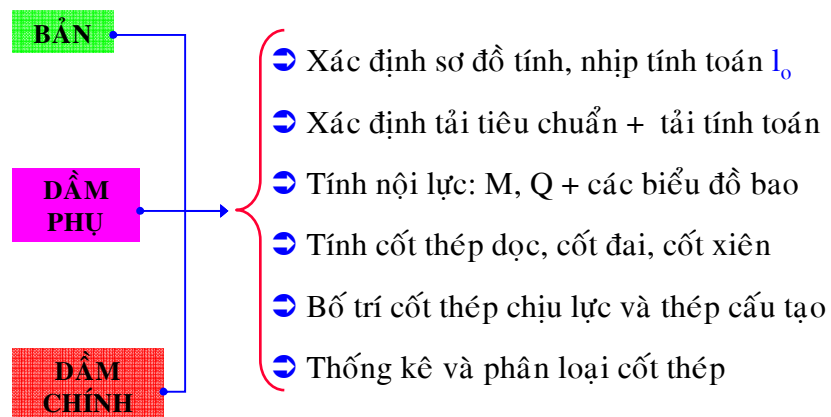 BẢN
DẦM
PHỤ
DẦM
CHÍNH
➲ Xác định sơ đồ tính, nhịp tính toán lo
➲ Xác định tải tiêu chuẩn + tải tính toán
➲ Tính nội lực: M, Q + các biểu đồ bao
➲ Tính cốt thép dọc, cốt đai, cốt xiên
➲ Bố trí cốt thép chịu lực và thép cấu tạo
➲ Thống kê và phân loại cốt thép